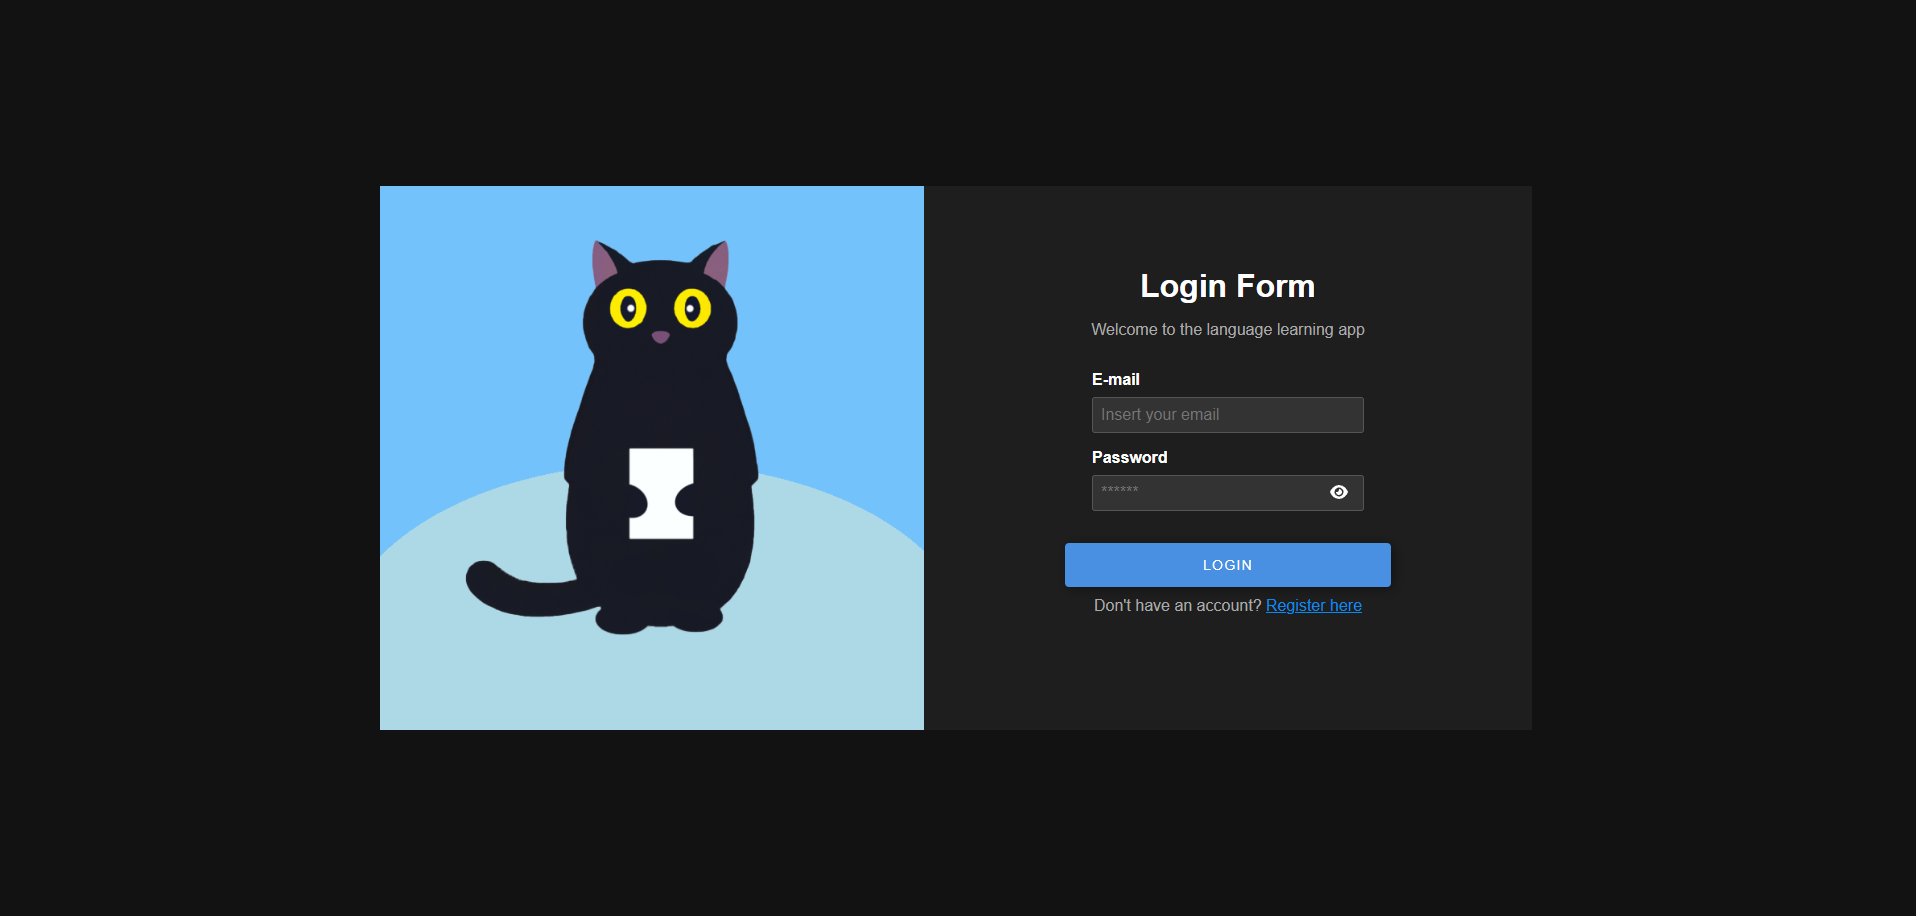 Login Form
Welcome to the language learning app
E-mail
Insert your email
Password
******
LOGIN
Don't have an account? Register here